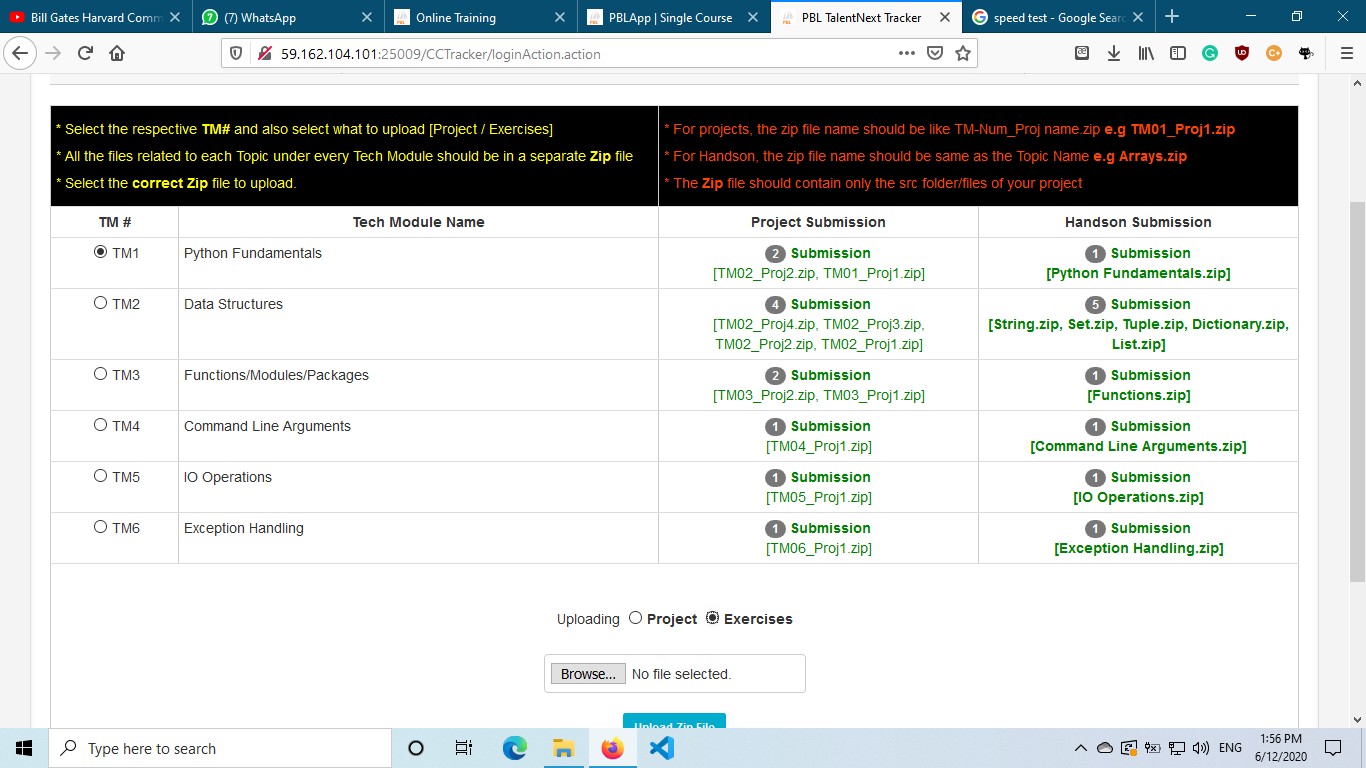 Bill Gates Harvard Comm
(7) WhatsApp
Online Training
PBLApp | Single Course
PBL TalentNext Tracker
speed test - Google Searc
59.162.104.101:25009/CCTracker/loginAction.action
* Select the respective TM# and also select what to upload [Project / Exercises]
* All the files related to each Topic under every Tech Module should be in a separate Zip file
* Select the correct Zip file to upload.
* For projects, the zip file name should be like TM-Num_Proj name.zip e.g TM01_Proj1.zip
* For Handson, the zip file name should be same as the Topic Name e.g Arrays.zip
* The Zip file should contain only the src folder/files of your project
TM # Tech Module Name Project Submission Handson Submission
TM1 Python Fundamentals 2 Submission 1 Submission
[TM02_Proj2.zip, TM01_Proj1.zip] [Python Fundamentals.zip]
TM2 Data Structures 4 Submission 5 Submission
[TM02_Proj4.zip, TM02_Proj3.zip, [String.zip, Set.zip, Tuple.zip, Dictionary.zip,
TM02_Proj2.zip, TM02_Proj1.zip] List.zip]
TM3 Functions/Modules/Packages 2 Submission 1 Submission
[TM03_Proj2.zip, TM03_Proj1.zip] [Functions.zip]
TM4 Command Line Arguments 1 Submission 1 Submission
[TM04_Proj1.zip] [Command Line Arguments.zip]
TM5 IO Operations 1 Submission 1 Submission
[TM05_Proj1.zip] [IO Operations.zip]
TM6 Exception Handling 1 Submission 1 Submission
[TM06_Proj1.zip] [Exception Handling.zip]
Uploading Project Exercises
Browse... No file selected.
Upload Zip File
Type here to search
ENG
1:56 PM
6/12/2020